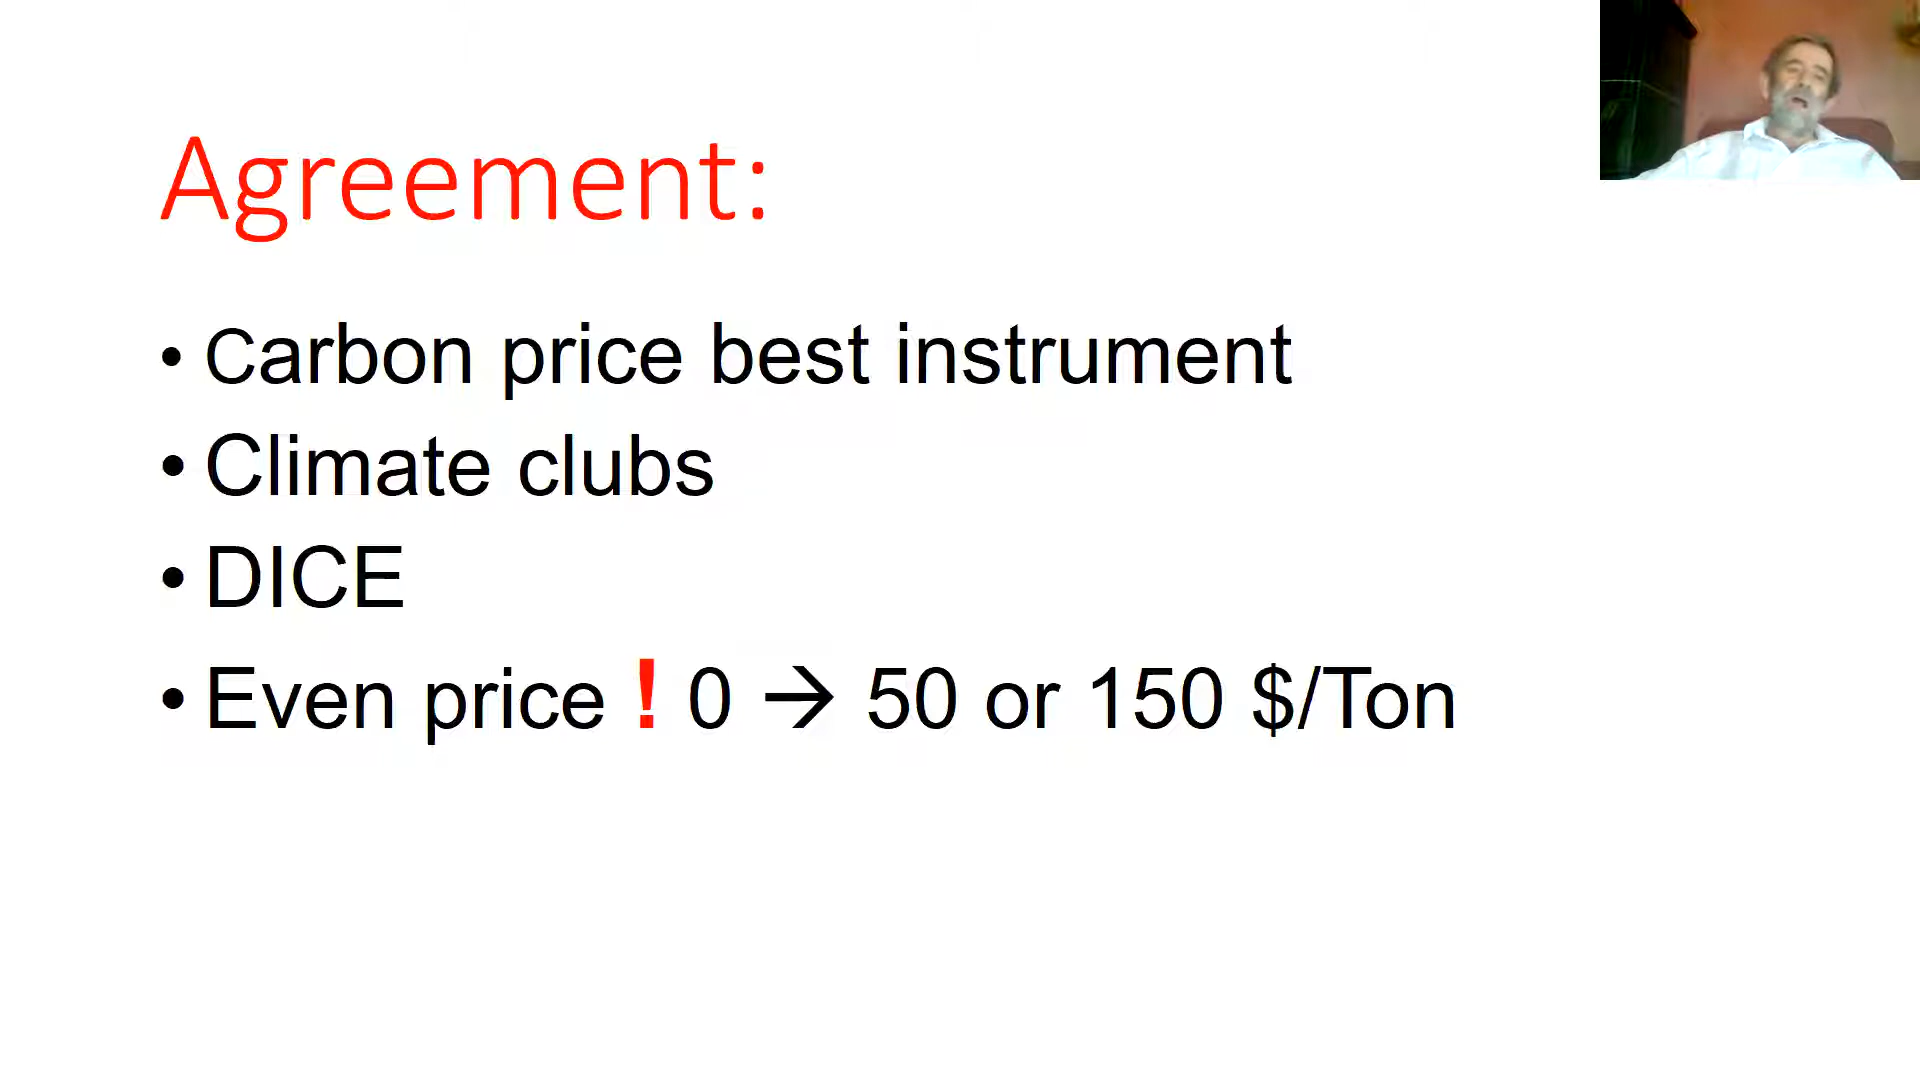 Agreement:
• Carbon price best instrument
• Climate clubs
• DICE
• Even price ! 0 → 50 or 150 $/Ton